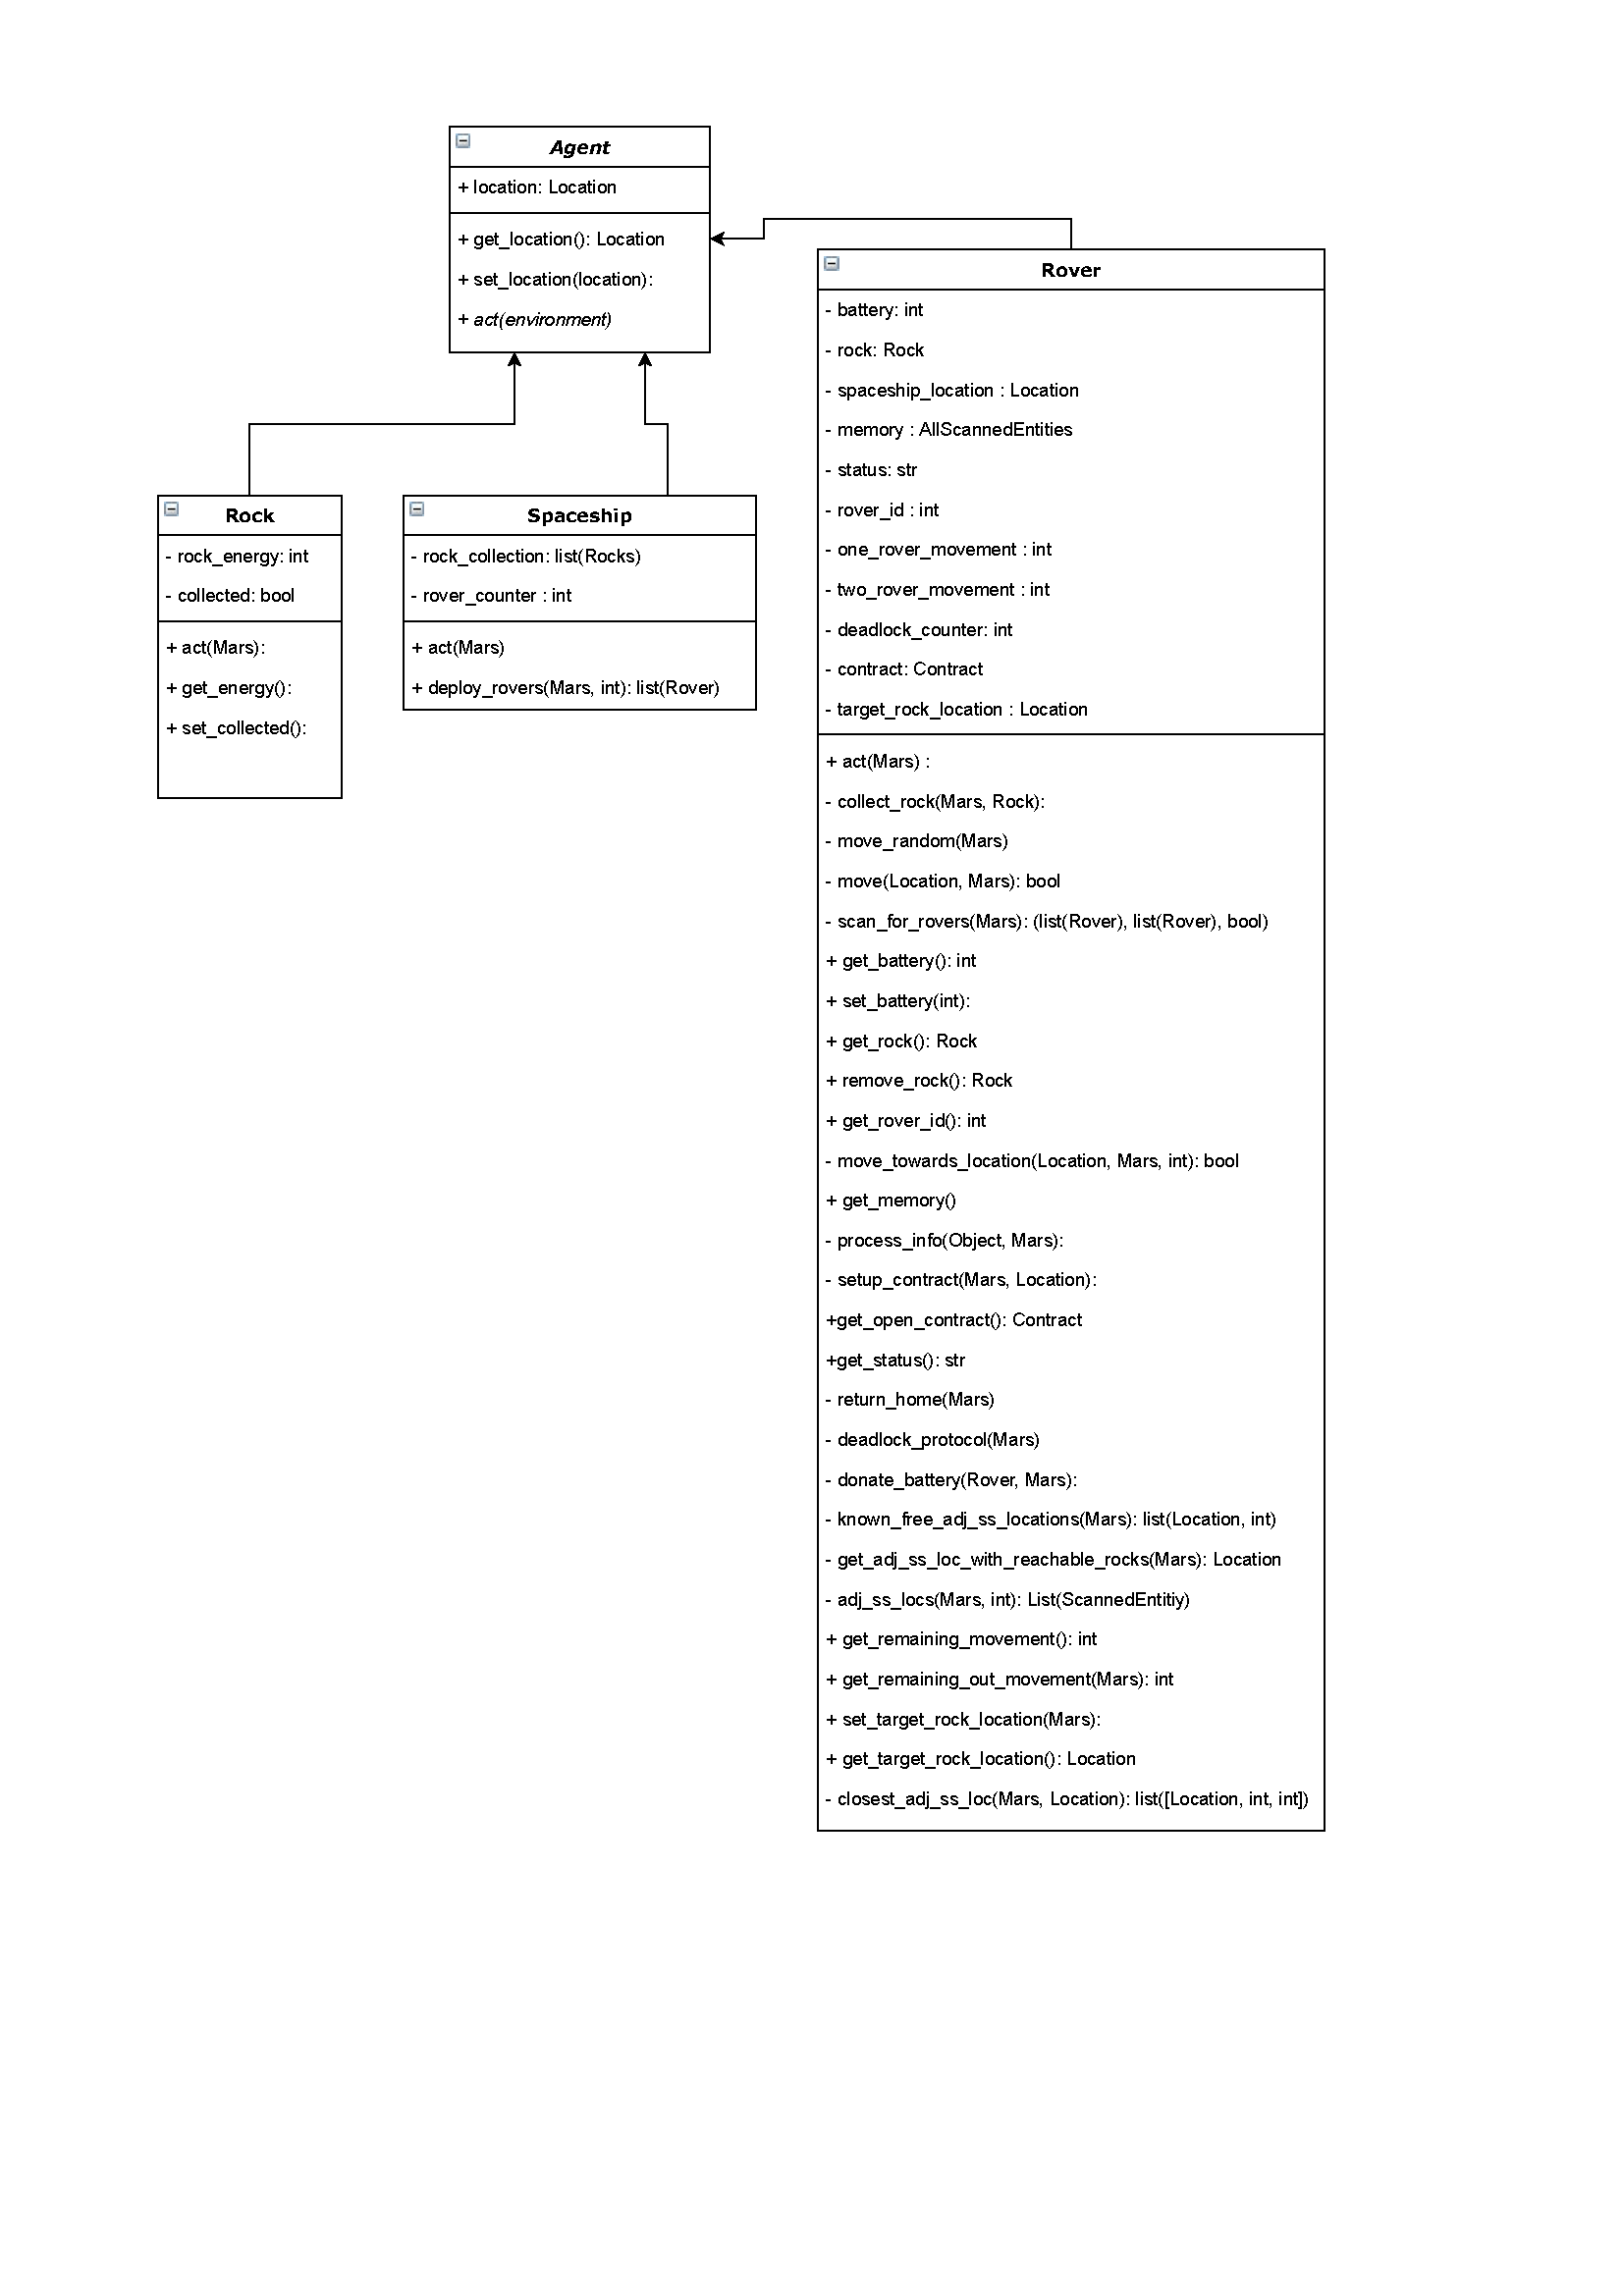 Agent
+ location: Location
+ get_location(): Location
+ set_location(location):
+ act(environment)
Rock
- rock_energy: int
- collected: bool
+ act(Mars):
+ get_energy():
+ set_collected():
Spaceship
- rock_collection: list(Rocks)
- rover_counter : int
+ act(Mars)
+ deploy_rovers(Mars, int): list(Rover)
Rover
- battery: int
- rock: Rock
- spaceship_location : Location
- memory : AllScannedEntities
- status: str
- rover_id : int
- one_rover_movement : int
- two_rover_movement : int
- deadlock_counter: int
- contract: Contract
- target_rock_location : Location
+ act(Mars) :
- collect_rock(Mars, Rock):
- move_random(Mars)
- move(Location, Mars): bool
- scan_for_rovers(Mars): (list(Rover), list(Rover), bool)
+ get_battery(): int
+ set_battery(int):
+ get_rock(): Rock
+ remove_rock(): Rock
+ get_rover_id(): int
- move_towards_location(Location, Mars, int): bool
+ get_memory()
- process_info(Object, Mars):
- setup_contract(Mars, Location):
+get_open_contract(): Contract
+get_status(): str
- return_home(Mars)
- deadlock_protocol(Mars)
- donate_battery(Rover, Mars):
- known_free_adj_ss_locations(Mars): list(Location, int)
- get_adj_ss_loc_with_reachable_rocks(Mars): Location
- adj_ss_locs(Mars, int): List(ScannedEntitiy)
+ get_remaining_movement(): int
+ get_remaining_out_movement(Mars): int
+ set_target_rock_location(Mars):
+ get_target_rock_location(): Location
- closest_adj_ss_loc(Mars, Location): list([Location, int, int])